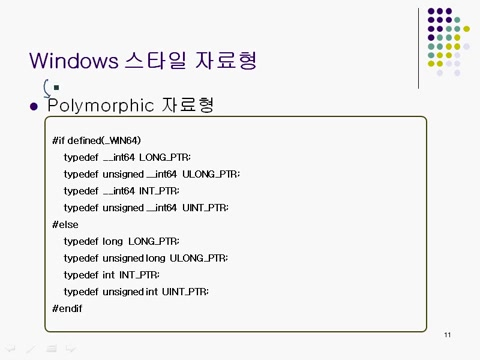 Windows 스타일 자료형
Polymorphic 자료형
#if defined(_WIN64)
typedef __int64 LONG_PTR;
typedef unsigned __int64 ULONG_PTR;
typedef __int64 INT_PTR;
typedef unsigned __int64 UINT_PTR;
#else
typedef long LONG_PTR;
typedef unsigned long ULONG_PTR;
typedef int INT_PTR;
typedef unsigned int UINT_PTR;
#endif
11